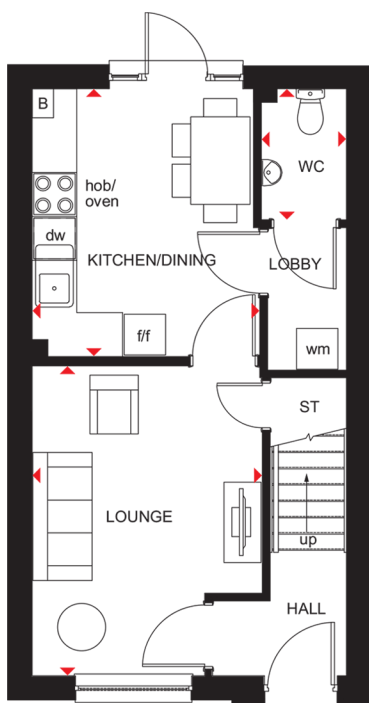 B
WC
hob/
oven
dw
KITCHEN/DINING
LOBBY
f/f
wm
ST
LOUNGE
up
HALL